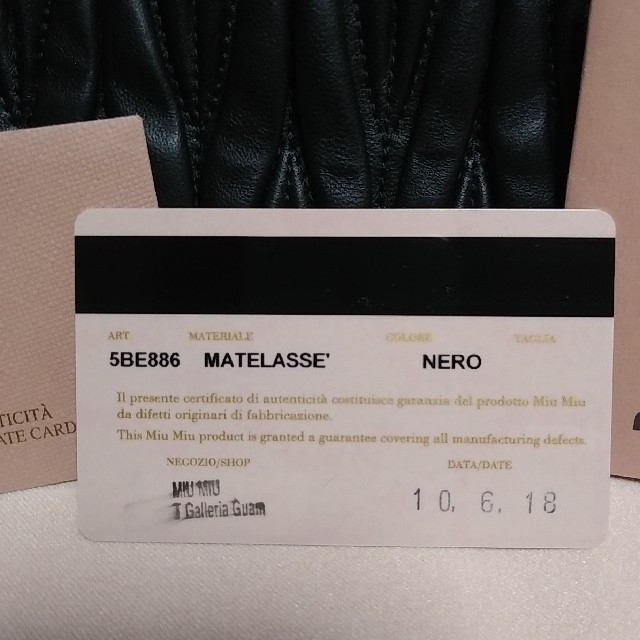 ART. MATERIALE COLORE TAGLIA
5BE886 MATELASSE' NERO
Il presente certificato di autenticità costituisce garanzia del prodotto Miu Miu
da difetti originari di fabbricazione.
This Miu Miu product is granted a guarantee covering all manufacturing defects.
NEGOZIO/SHOP DATA/DATE
MIU MIU
T Galleria Guam
10. 6. 18
TICITÀ
ATE CARD